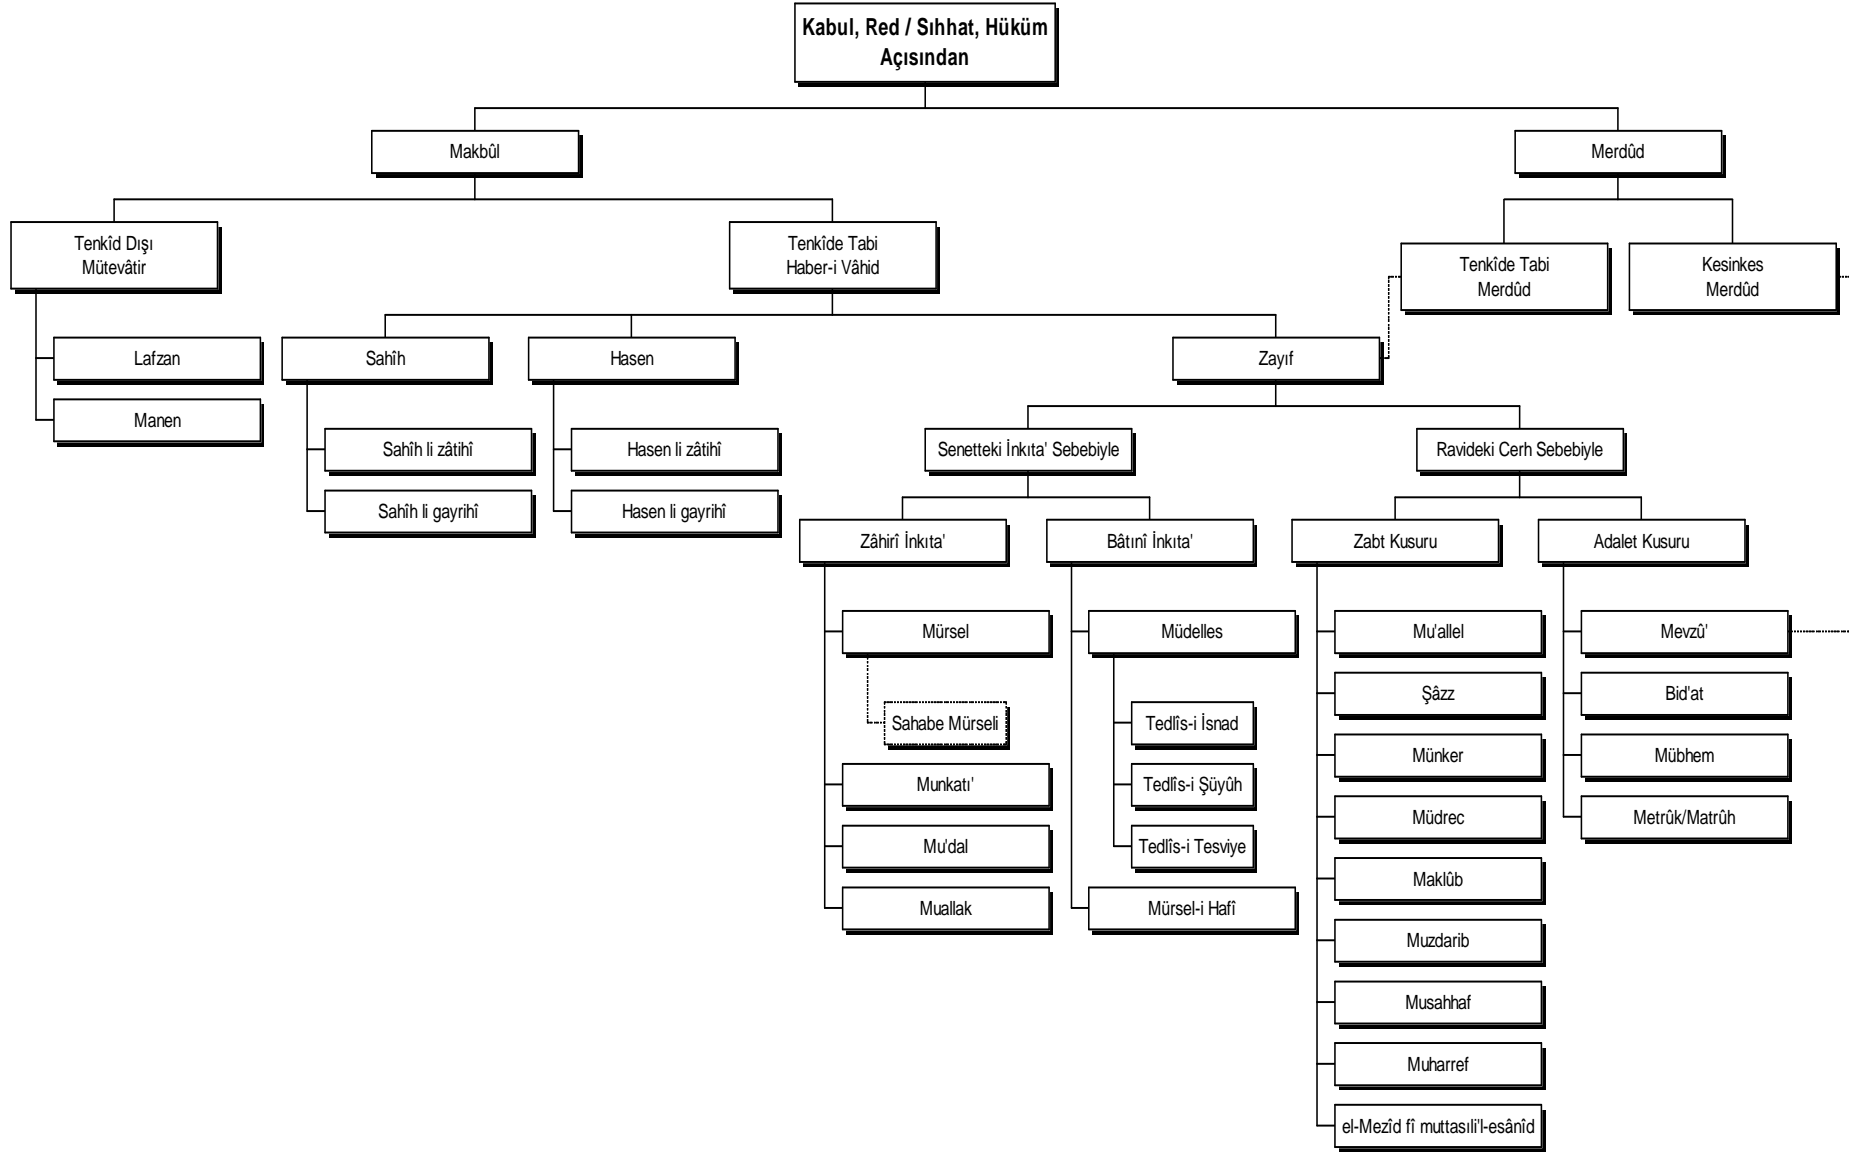 Kabul, Red / Sıhhat, Hüküm
Açısından
Makbûl
Merdûd
Tenkîd Dışı
Mütevâtir
Tenkîde Tabi
Haber-i Vâhid
Tenkîde Tabi
Merdûd
Kesinkes
Merdûd
Lafzan
Manen
Sahîh
Hasen
Zayıf
Sahîh li zâtihî
Sahîh li gayrihî
Hasen li zâtihî
Hasen li gayrihî
Senetteki İnkıta' Sebebiyle
Ravideki Cerh Sebebiyle
Zâhirî İnkıta'
Bâtınî İnkıta'
Zabt Kusuru
Adalet Kusuru
Mürsel
Sahabe Mürseli
Munkatı'
Mu'dal
Muallak
Müdelles
Tedlîs-i İsnad
Tedlîs-i Şüyûh
Tedlîs-i Tesviye
Mürsel-i Hafî
Mu'allel
Şâzz
Münker
Müdrec
Maklûb
Muzdarib
Musahhaf
Muharref
el-Mezîd fî muttasıli'l-esânîd
Mevzû'
Bid'at
Mübhem
Metrûk/Matrûh